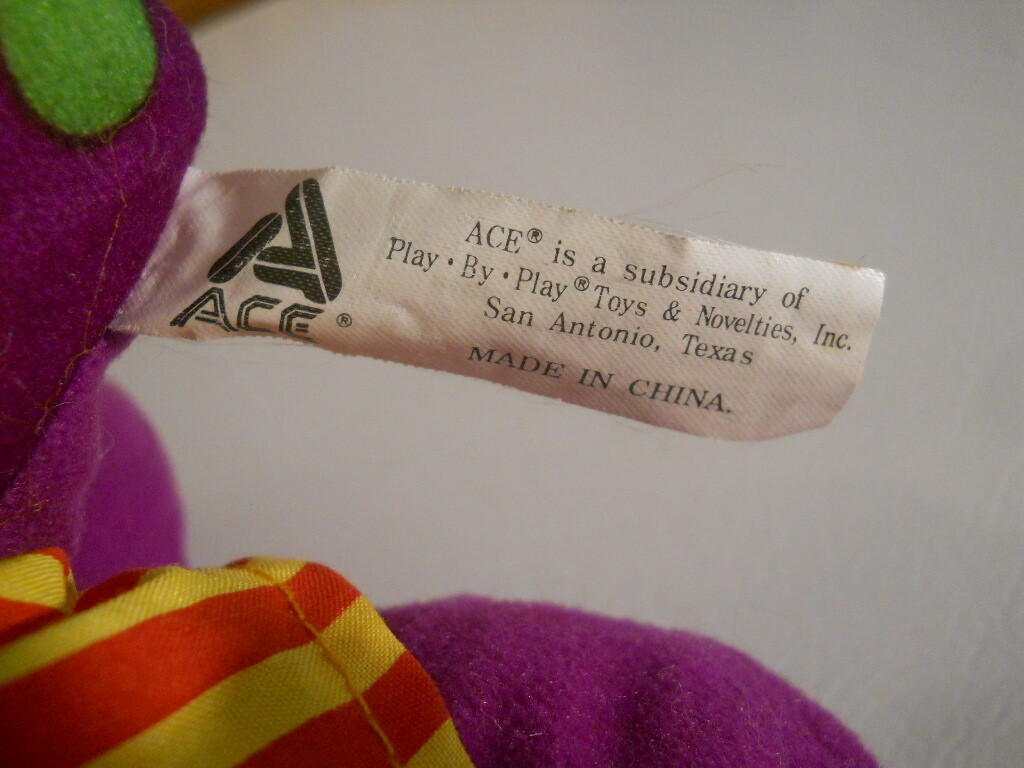 ACE®
ACE® is a subsidiary of
Play • By • Play® Toys & Novelties, Inc.
San Antonio, Texas
MADE IN CHINA.